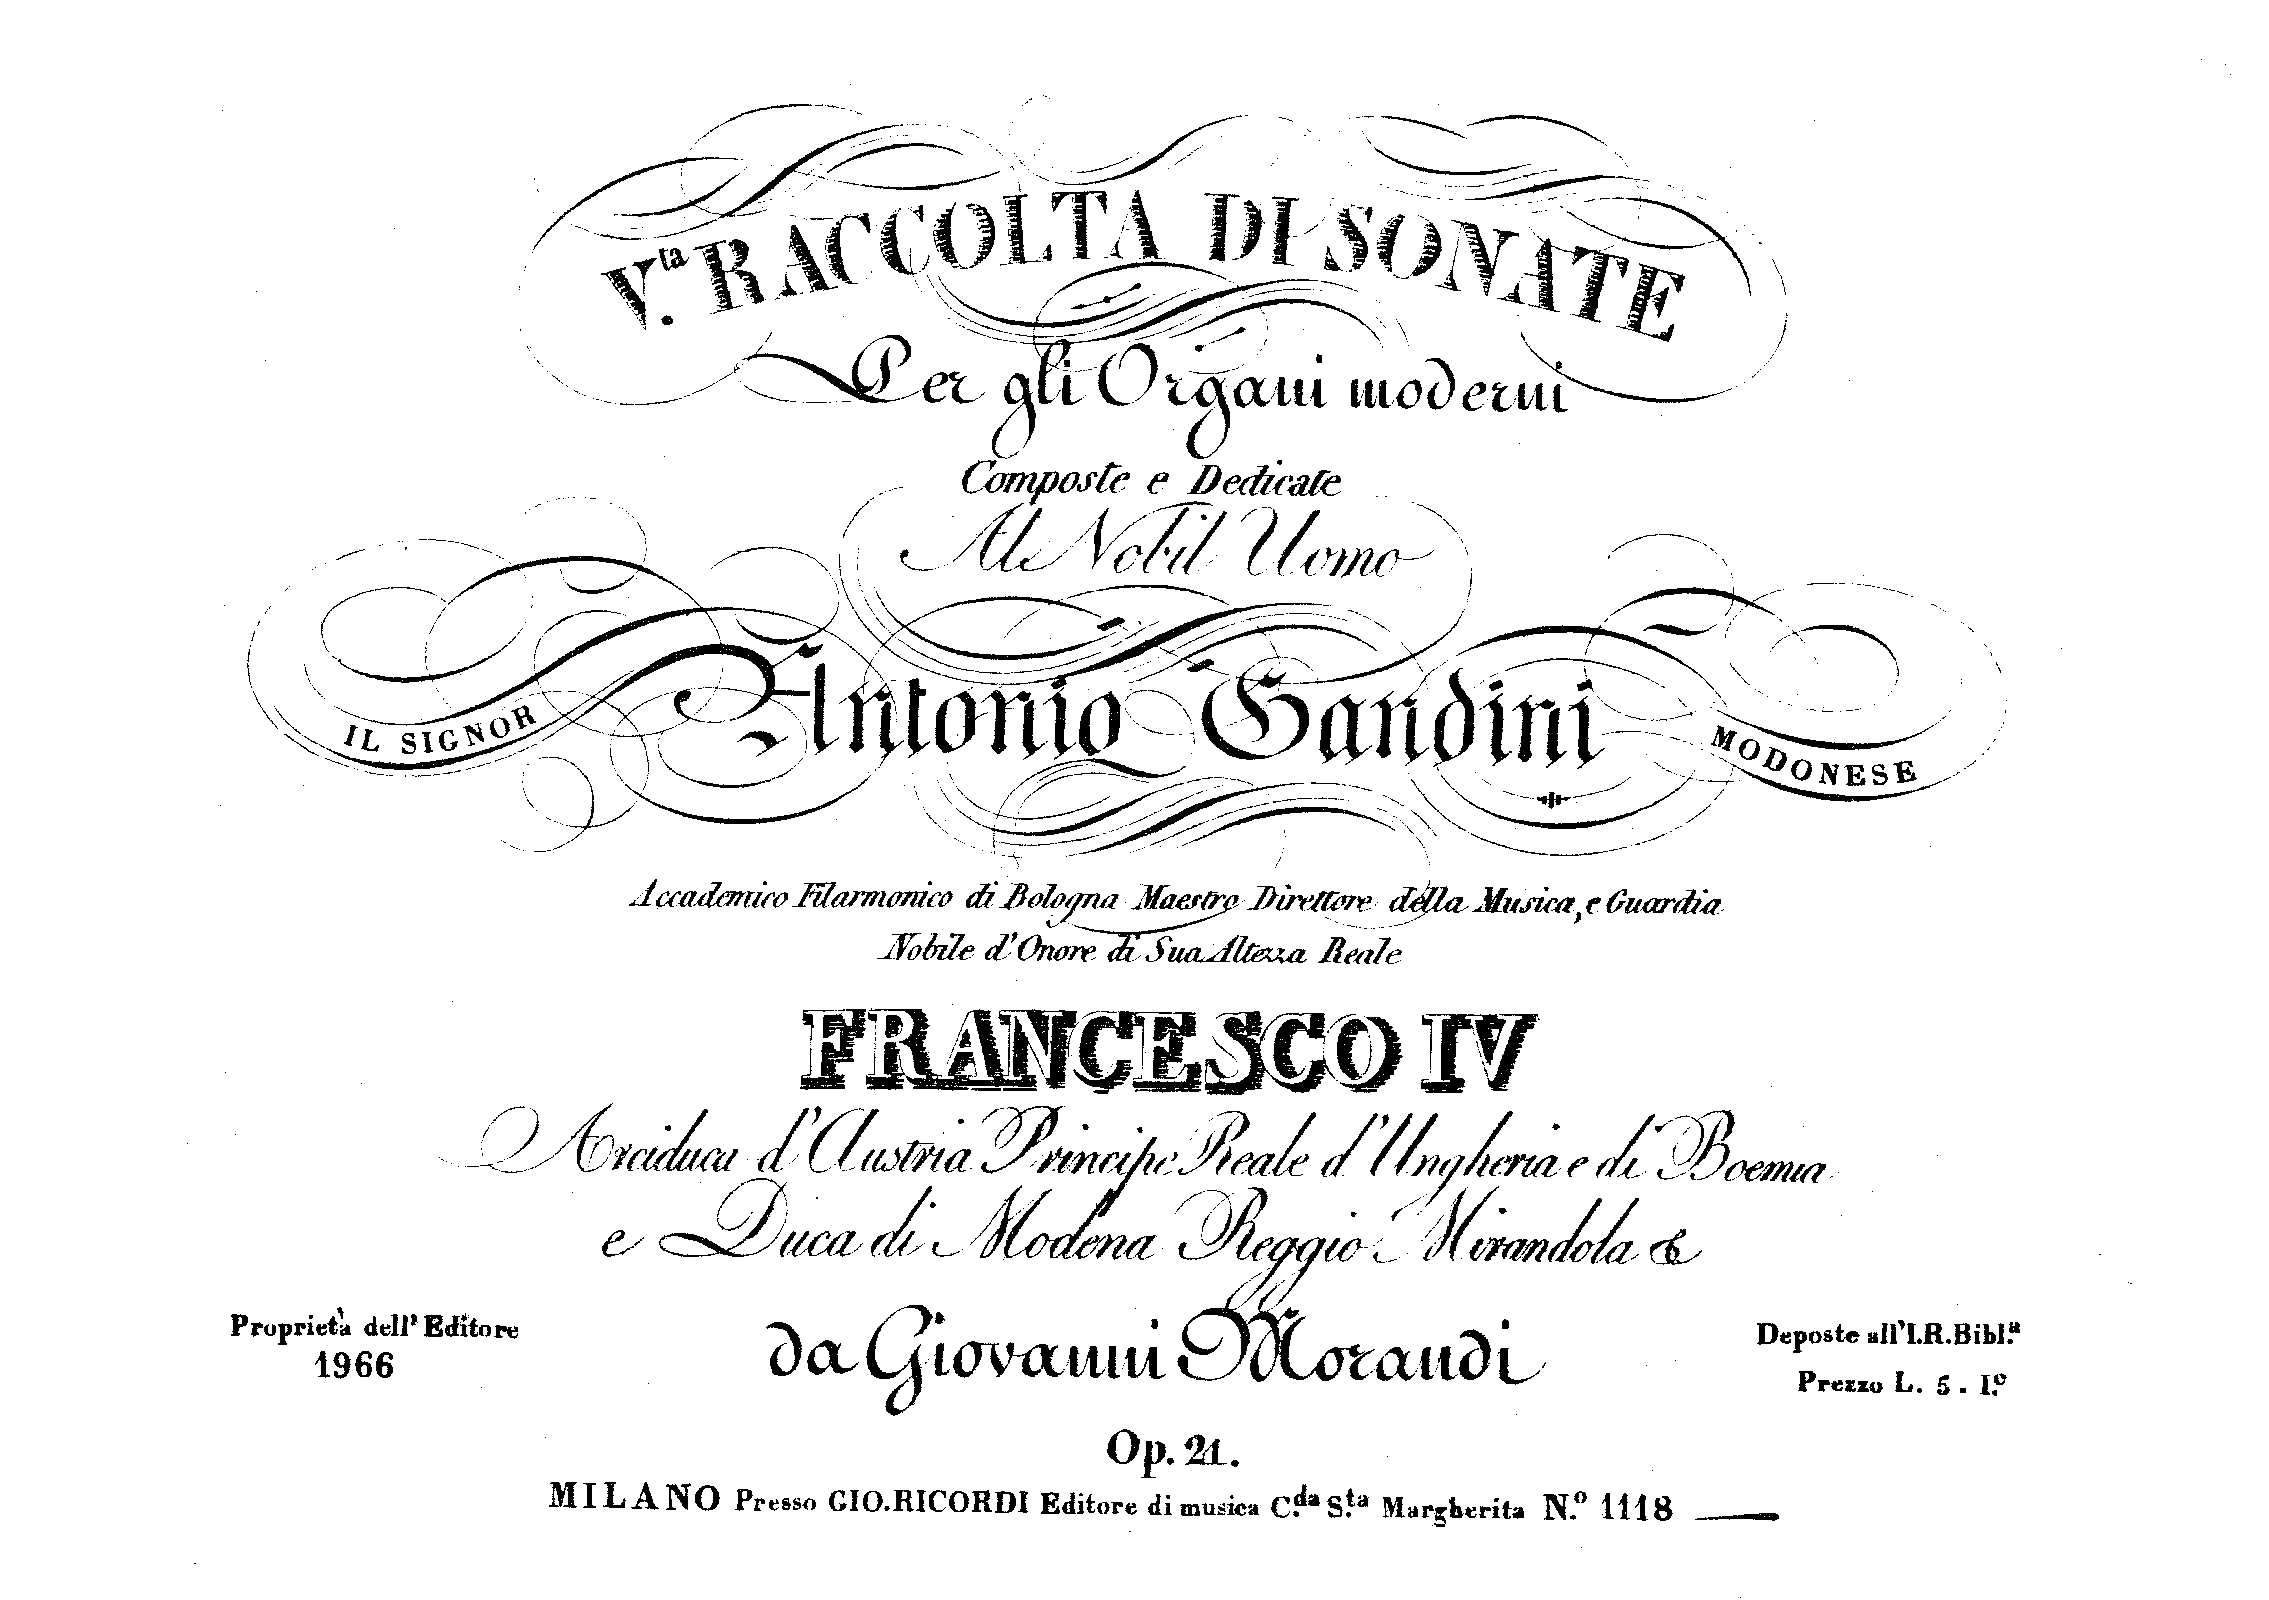 V.ta RACCOLTA DI SONATE
Per gli Organi moderni
Composte e Dedicate
Al Nobil Uomo
IL SIGNOR Antonio Gandini MODONESE
Accademico Filarmonico di Bologna Maestro Direttore della Musica, e Guardia
Nobile d'Onore di Sua Altezza Reale
FRANCESCO IV
Arciduca d'Austria Principe Reale d'Ungheria e di Boemia
e Duca di Modena Reggio Mirandola &
Proprietà dell' Editore
1966
da Giovanni Morandi
Deposte all'I.R.Bibl.a
Prezzo L. 5 . I.o
Op. 21.
MILANO Presso GIO.RICORDI Editore di musica C.da S.ta Margherita N.o 1118